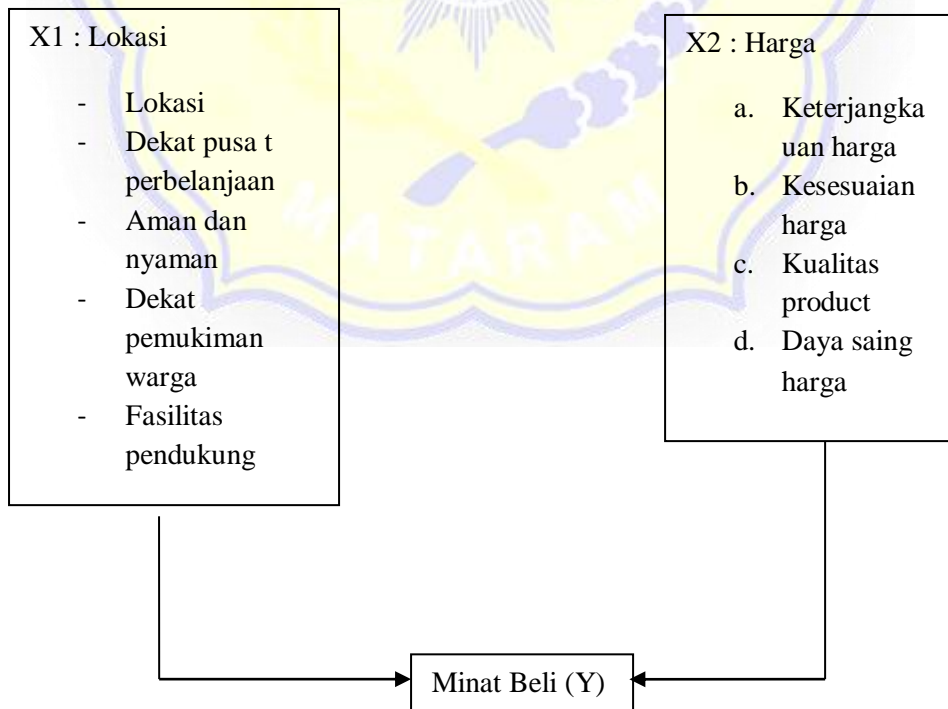 X1 : Lokasi
- Lokasi
- Dekat pusa t
perbelanjaan
- Aman dan
nyaman
- Dekat
pemukiman
warga
- Fasilitas
pendukung
X2 : Harga
a. Keterjangka
uan harga
b. Kesesuaian
harga
c. Kualitas
product
d. Daya saing
harga
MATARAM
Minat Beli (Y)